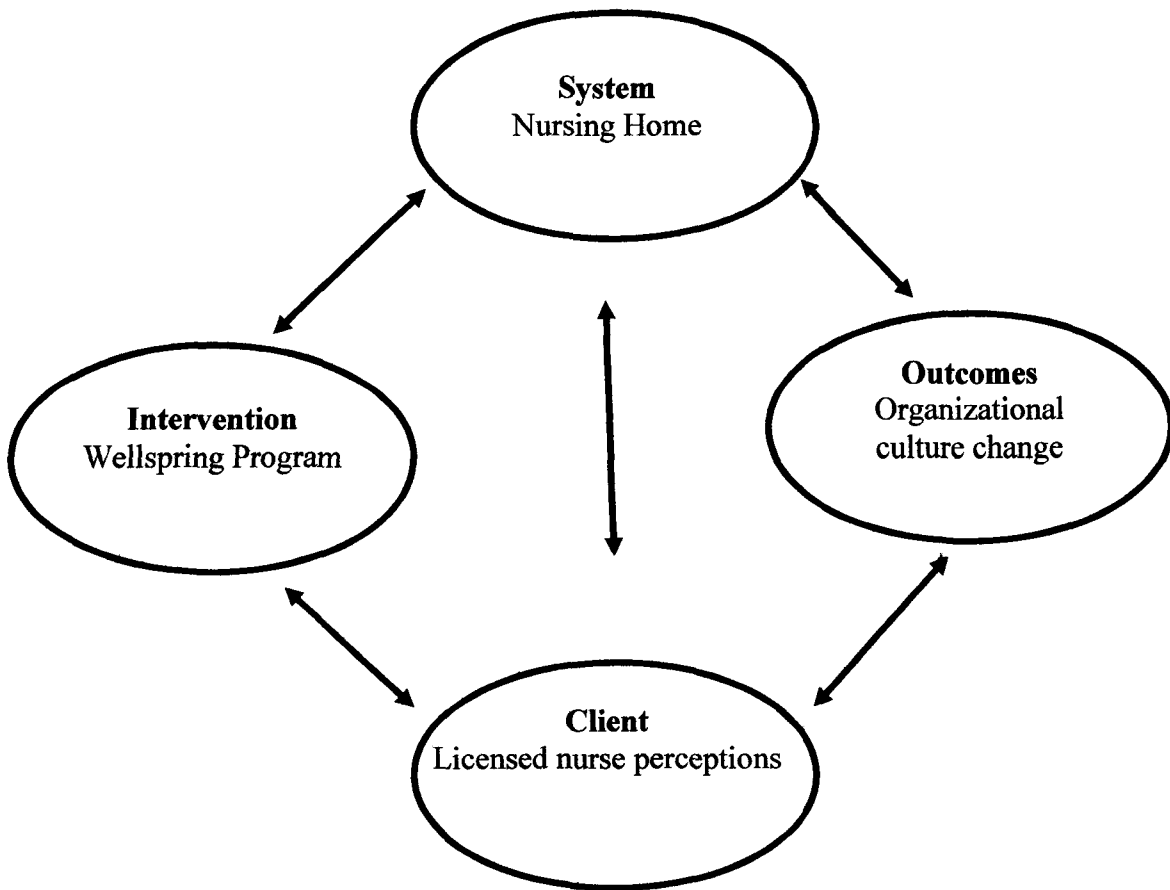 System
Nursing Home
Intervention
Wellspring Program
Outcomes
Organizational
culture change
Client
Licensed nurse perceptions